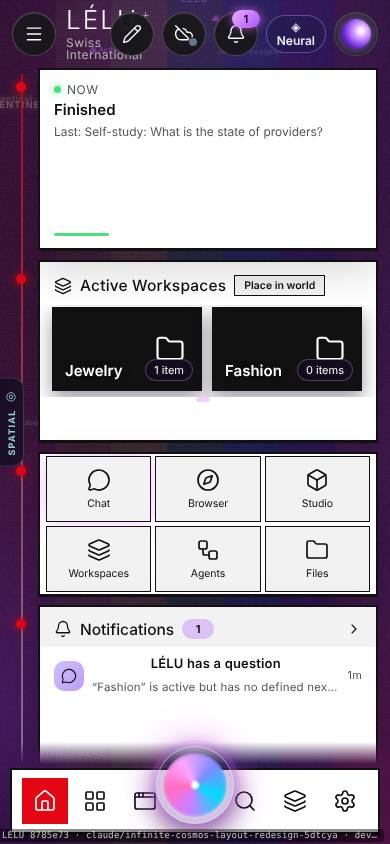 LÉLU
Swiss
International
1
Neural
NOW
Finished
Last: Self-study: What is the state of providers?
Active Workspaces
Place in world
Jewelry
1 item
Fashion
0 items
SPATIAL
Chat
Browser
Studio
Workspaces
Agents
Files
Notifications
1
LÉLU has a question
“Fashion” is active but has no defined nex…
1m
LÉLU 8785e73 · claude/infinite-cosmos-layout-redesign-5dtcya · dev…